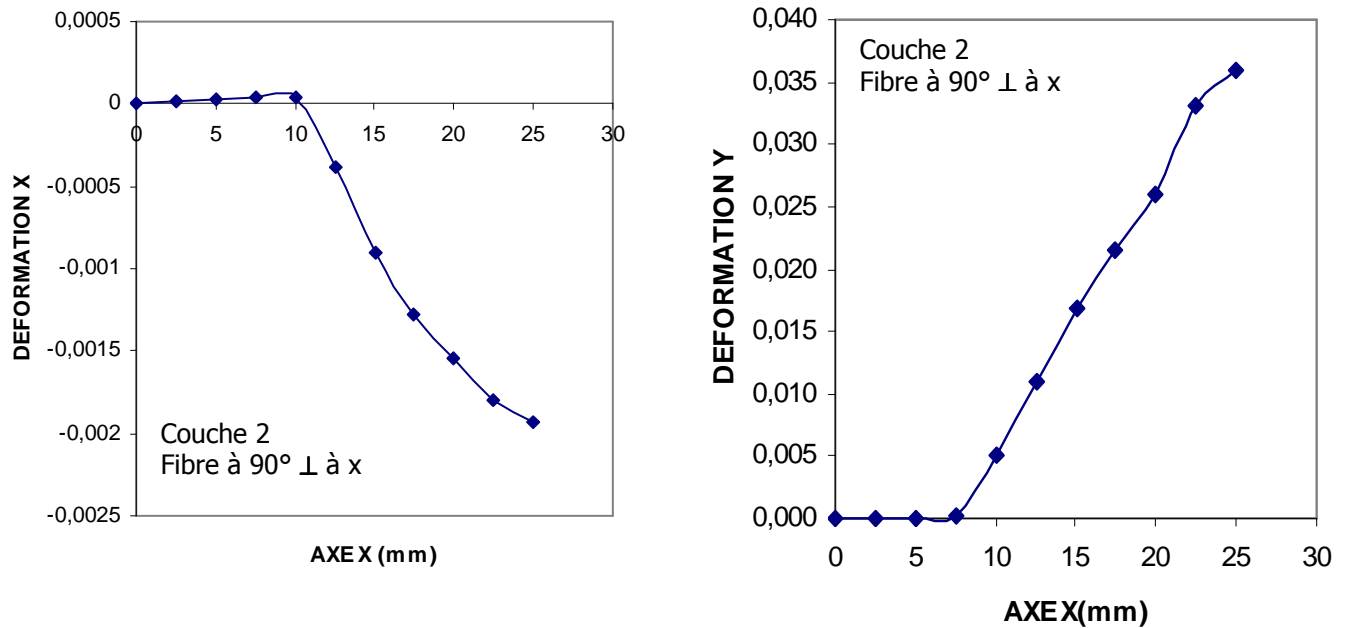 0,0005
0
-0,0005
-0,001
-0,0015
-0,002
-0,0025
0 5 10 15 20 25 30
DEFORMATION X
AXE X (mm)
Couche 2
Fibre à 90° ⊥ à x
0,040
0,035
0,030
0,025
0,020
0,015
0,010
0,005
0,000
0 5 10 15 20 25 30
DEFORMATION Y
AXE X(mm)
Couche 2
Fibre à 90° ⊥ à x